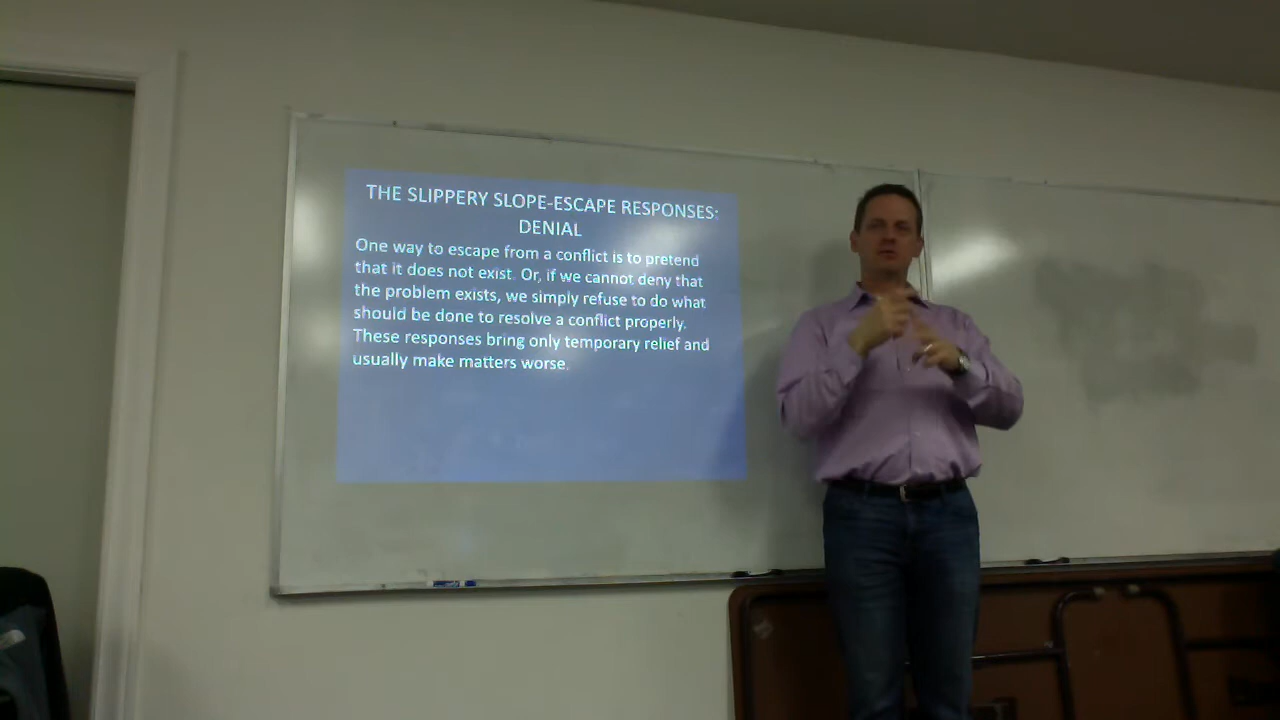 THE SLIPPERY SLOPE-ESCAPE RESPONSES:
DENIAL
One way to escape from a conflict is to pretend
that it does not exist. Or, if we cannot deny that
the problem exists, we simply refuse to do what
should be done to resolve a conflict properly.
These responses bring only temporary relief and
usually make matters worse.